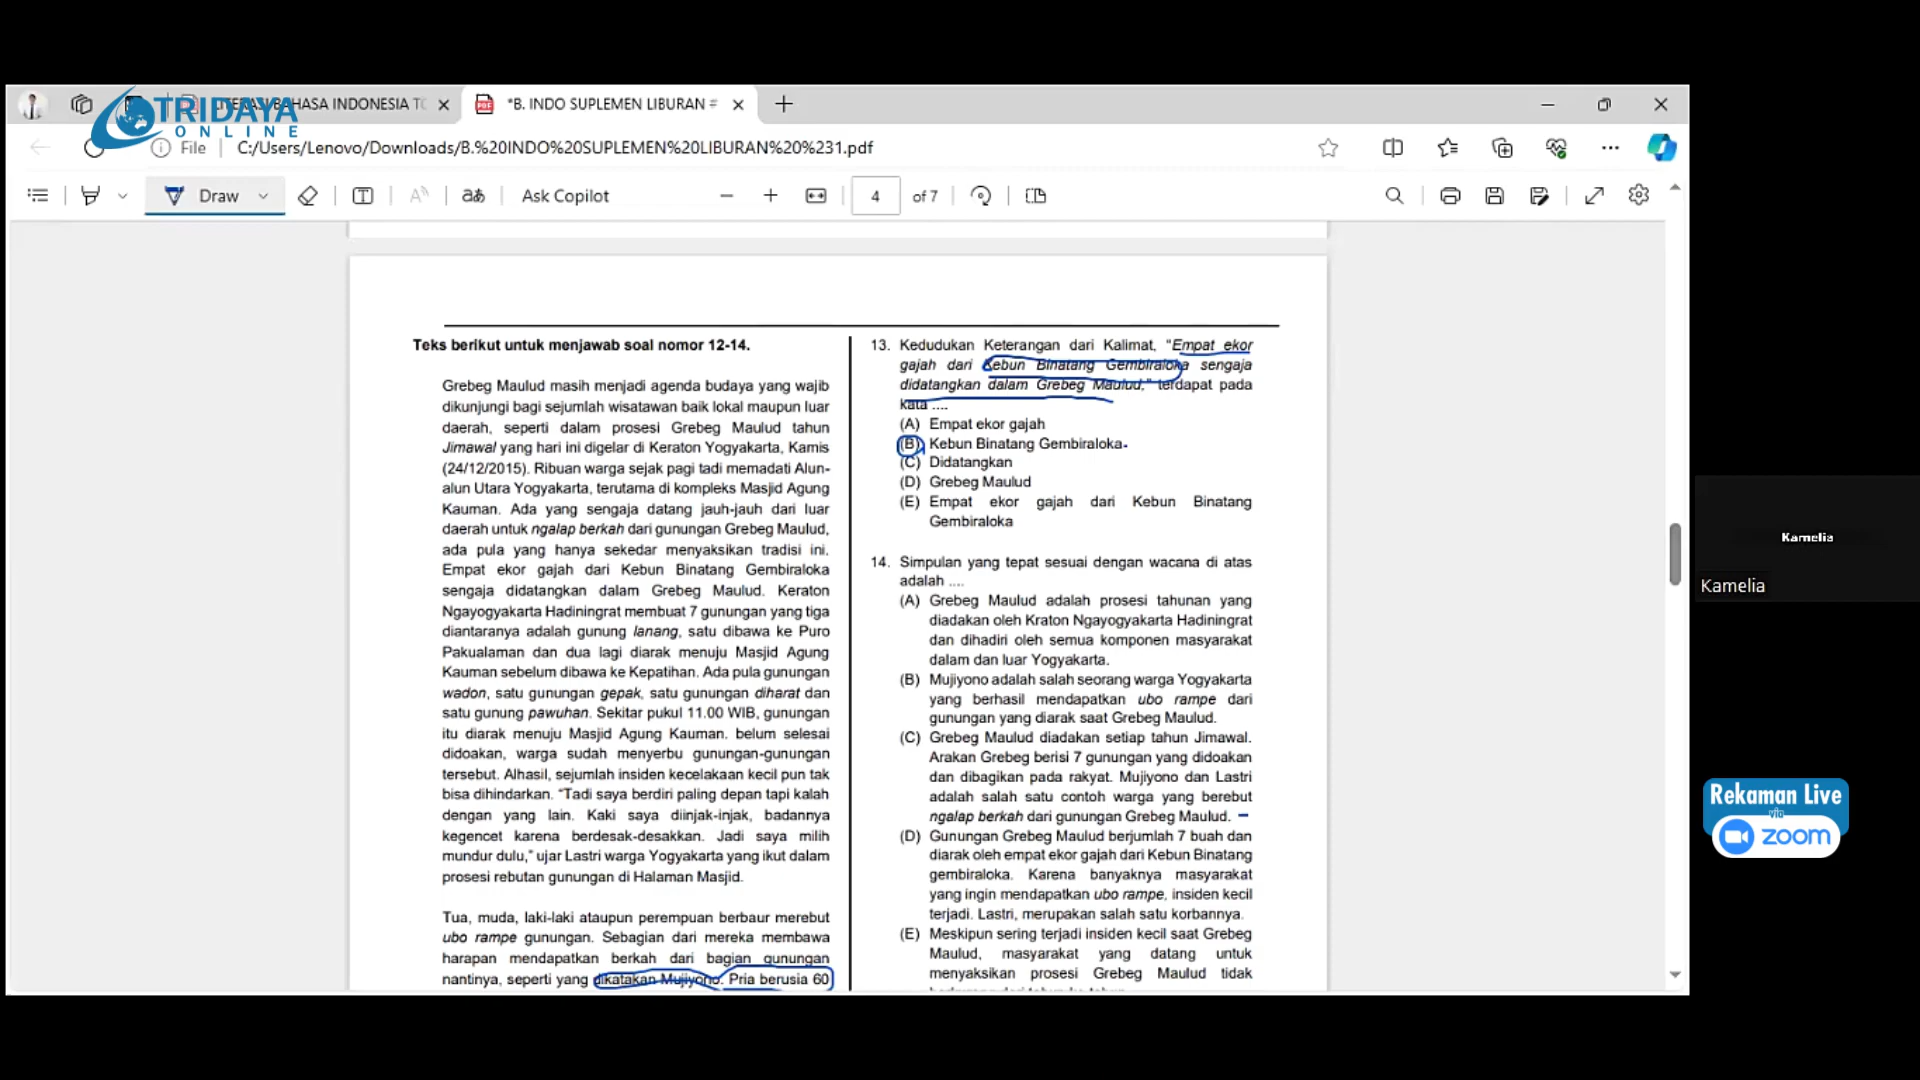 TRIDAYA
ONLINE
BAHASA INDONESIA
*B. INDO SUPLEMEN LIBURAN #
File
C:/Users/Lenovo/Downloads/B.%20INDO%20SUPLEMEN%20LIBURAN%20%231.pdf
Draw
Ask Copilot
4
of 7
Teks berikut untuk menjawab soal nomor 12-14.
Grebeg Maulud masih menjadi agenda budaya yang wajib
dikunjungi bagi sejumlah wisatawan baik lokal maupun luar
daerah, seperti dalam prosesi Grebeg Maulud tahun
Jimawal yang hari ini digelar di Keraton Yogyakarta, Kamis
(24/12/2015). Ribuan warga sejak pagi tadi memadati Alun-
alun Utara Yogyakarta, terutama di kompleks Masjid Agung
Kauman. Ada yang sengaja datang jauh-jauh dari luar
daerah untuk ngalap berkah dari gunungan Grebeg Maulud,
ada pula yang hanya sekedar menyaksikan tradisi ini.
Empat ekor gajah dari Kebun Binatang Gembiraloka
sengaja didatangkan dalam Grebeg Maulud. Keraton
Ngayogyakarta Hadiningrat membuat 7 gunungan yang tiga
diantaranya adalah gunung lanang, satu dibawa ke Puro
Pakualaman dan dua lagi diarak menuju Masjid Agung
Kauman sebelum dibawa ke Kepatihan. Ada pula gunungan
wadon, satu gunungan gepak, satu gunungan diharat dan
satu gunung pawuhan. Sekitar pukul 11.00 WIB, gunungan
itu diarak menuju Masjid Agung Kauman. belum selesai
didoakan, warga sudah menyerbu gunungan-gunungan
tersebut. Alhasil, sejumlah insiden kecelakaan kecil pun tak
bisa dihindarkan. “Tadi saya berdiri paling depan tapi kalah
dengan yang lain. Kaki saya diinjak-injak, badannya
kegencet karena berdesak-desakkan. Jadi saya milih
mundur dulu,” ujar Lastri warga Yogyakarta yang ikut dalam
prosesi rebutan gunungan di Halaman Masjid.
Tua, muda, laki-laki ataupun perempuan berbaur merebut
ubo rampe gunungan. Sebagian dari mereka membawa
harapan mendapatkan berkah dari bagian gunungan
nantinya, seperti yang dikatakan Mujiyono. Pria berusia 60
13. Kedudukan Keterangan dari Kalimat, “Empat ekor
gajah dari Kebun Binatang Gembiraloka sengaja
didatangkan dalam Grebeg Maulud,” terdapat pada
kata ....
(A) Empat ekor gajah
(B) Kebun Binatang Gembiraloka
(C) Didatangkan
(D) Grebeg Maulud
(E) Empat ekor gajah dari Kebun Binatang
Gembiraloka
14. Simpulan yang tepat sesuai dengan wacana di atas
adalah ....
(A) Grebeg Maulud adalah prosesi tahunan yang
diadakan oleh Kraton Ngayogyakarta Hadiningrat
dan dihadiri oleh semua komponen masyarakat
dalam dan luar Yogyakarta.
(B) Mujiyono adalah salah seorang warga Yogyakarta
yang berhasil mendapatkan ubo rampe dari
gunungan yang diarak saat Grebeg Maulud.
(C) Grebeg Maulud diadakan setiap tahun Jimawal.
Arakan Grebeg berisi 7 gunungan yang didoakan
dan dibagikan pada rakyat. Mujiyono dan Lastri
adalah salah satu contoh warga yang berebut
ngalap berkah dari gunungan Grebeg Maulud.
(D) Gunungan Grebeg Maulud berjumlah 7 buah dan
diarak oleh empat ekor gajah dari Kebun Binatang
gembiraloka. Karena banyaknya masyarakat
yang ingin mendapatkan ubo rampe, insiden kecil
terjadi. Lastri, merupakan salah satu korbannya.
(E) Meskipun sering terjadi insiden kecil saat Grebeg
Maulud, masyarakat yang datang untuk
menyaksikan prosesi Grebeg Maulud tidak
Kamelia
Kamelia
Rekaman Live
via
zoom